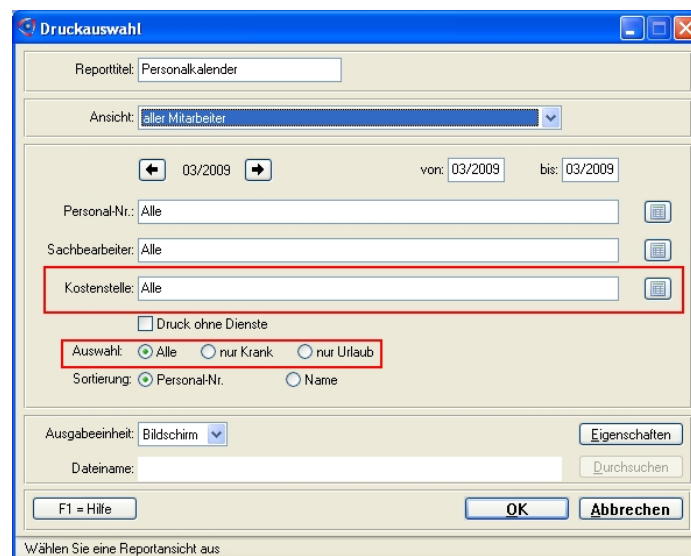 Druckauswahl
Reporttitel: Personalkalender
Ansicht: aller Mitarbeiter
03/2009 von: 03/2009 bis: 03/2009
Personal-Nr.: Alle
Sachbearbeiter: Alle
Kostenstelle: Alle
Druck ohne Dienste
Auswahl: Alle nur Krank nur Urlaub
Sortierung: Personal-Nr. Name
Ausgabeeinheit: Bildschirm Eigenschaften
Dateiname: Durchsuchen
F1 = Hilfe OK Abbrechen
Wählen Sie eine Reportansicht aus